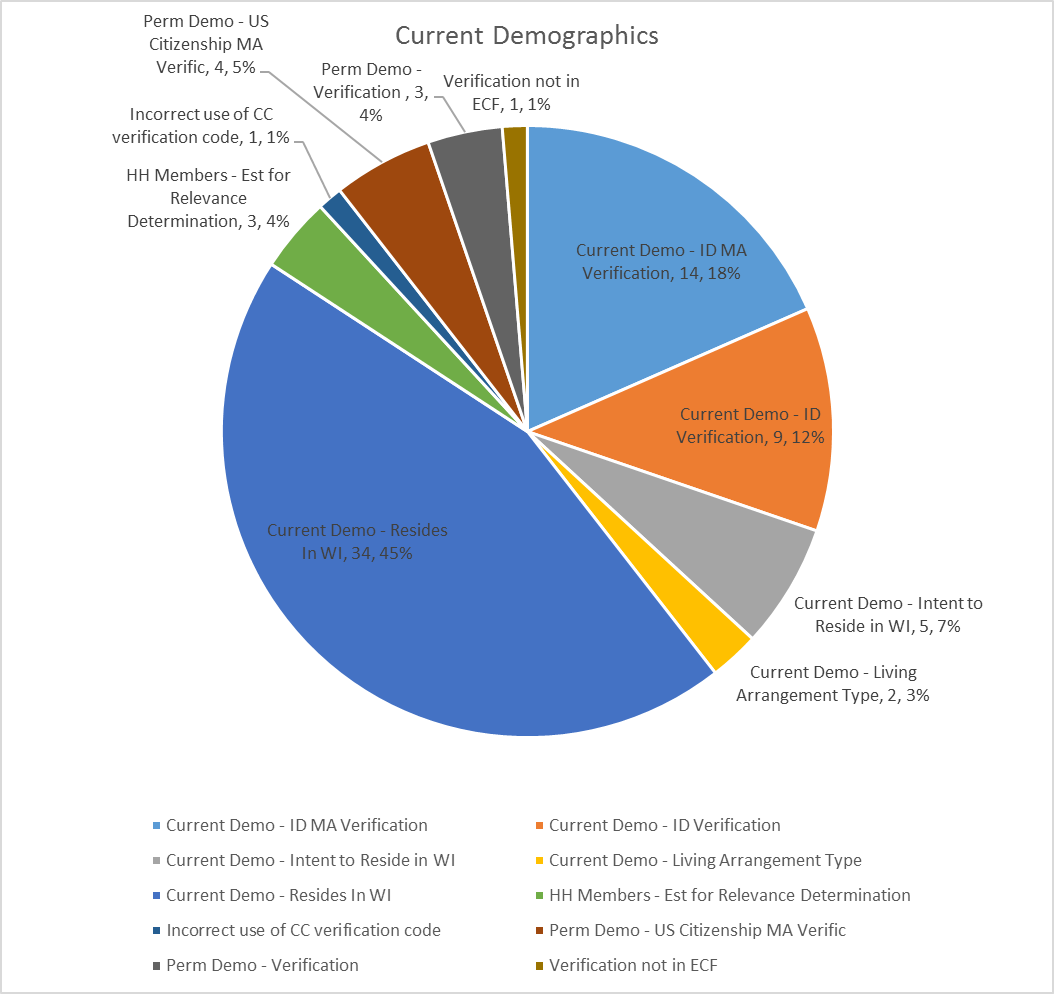 Current Demographics
Perm Demo - US
Citizenship MA
Verific, 4, 5%
Perm Demo -
Verification , 3,
4%
Verification not in
ECF, 1, 1%
Incorrect use of CC
verification code, 1, 1%
HH Members - Est for
Relevance
Determination, 3, 4%
Current Demo - ID MA
Verification, 14, 18%
Current Demo - ID
Verification, 9, 12%
Current Demo - Resides
In WI, 34, 45%
Current Demo - Intent to
Reside in WI, 5, 7%
Current Demo - Living
Arrangement Type, 2, 3%
Current Demo - ID MA Verification
Current Demo - ID Verification
Current Demo - Intent to Reside in WI
Current Demo - Living Arrangement Type
Current Demo - Resides In WI
HH Members - Est for Relevance Determination
Incorrect use of CC verification code
Perm Demo - US Citizenship MA Verific
Perm Demo - Verification
Verification not in ECF